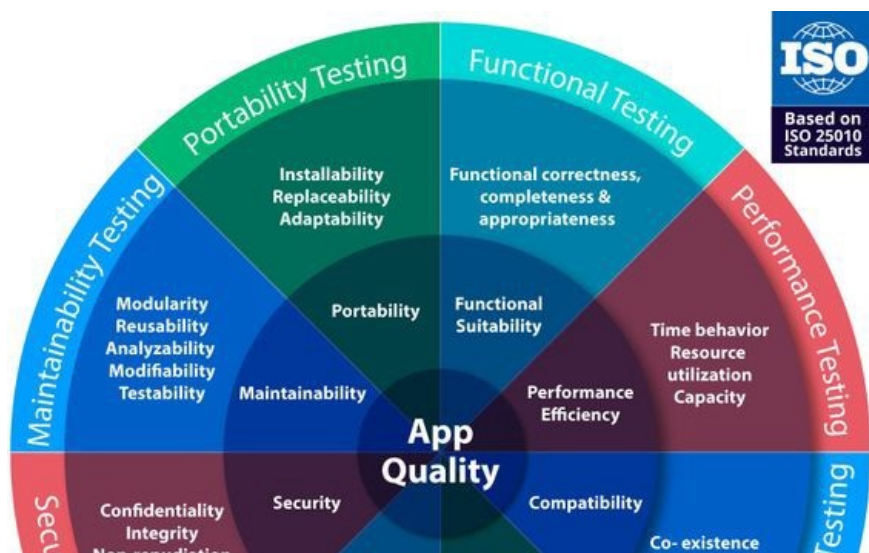 ISO
Based on
ISO 25010
Standards
Portability Testing
Functional Testing
Performance Testing
Maintainability Testing
Installability
Replaceability
Adaptability
Functional correctness,
completeness &
appropriateness
Modularity
Reusability
Analyzability
Modifiability
Testability
Time behavior
Resource
utilization
Capacity
Portability
Functional
Suitability
Maintainability
Performance
Efficiency
App
Quality
Security
Compatibility
Confidentiality
Integrity
Co- existence
Testing